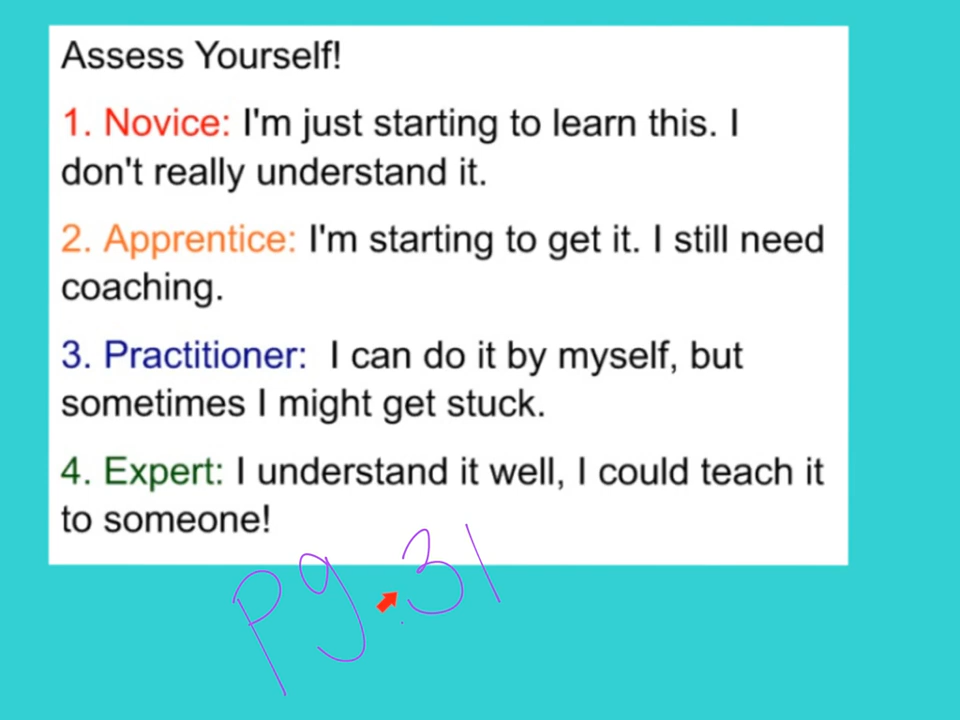 Assess Yourself!
1. Novice: I'm just starting to learn this. I
don't really understand it.
2. Apprentice: I'm starting to get it. I still need
coaching.
3. Practitioner:  I can do it by myself, but
sometimes I might get stuck.
4. Expert: I understand it well, I could teach it
to someone!
Pg.31